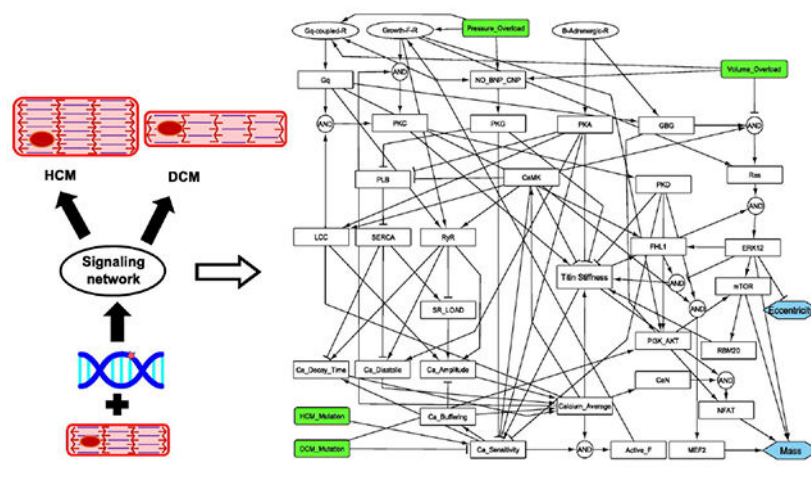 Gq-coupled-R
Growth-F-R
Pressure_Overload
B-Adrenergic-R
Volume_Overload
Gq
AND
NO_BNP_CNP
AND
PKC
PKG
PKA
GBG
AND
HCM
DCM
PLB
CaMK
PKD
Ras
AND
LCC
SERCA
RyR
FHL1
ERK12
Signaling
network
Titin Stiffness
AND
mTOR
SR_LOAD
AND
Eccentricity
PI3K_AKT
RBM20
Ca_Decay_Time
Ca_Diastole
Ca_Amplitude
CaN
AND
HCM_Mutation
Ca_Buffering
Calcium_Average
NFAT
DCM_Mutation
Ca_Sensitivity
AND
Active_F
MEF2
Mass